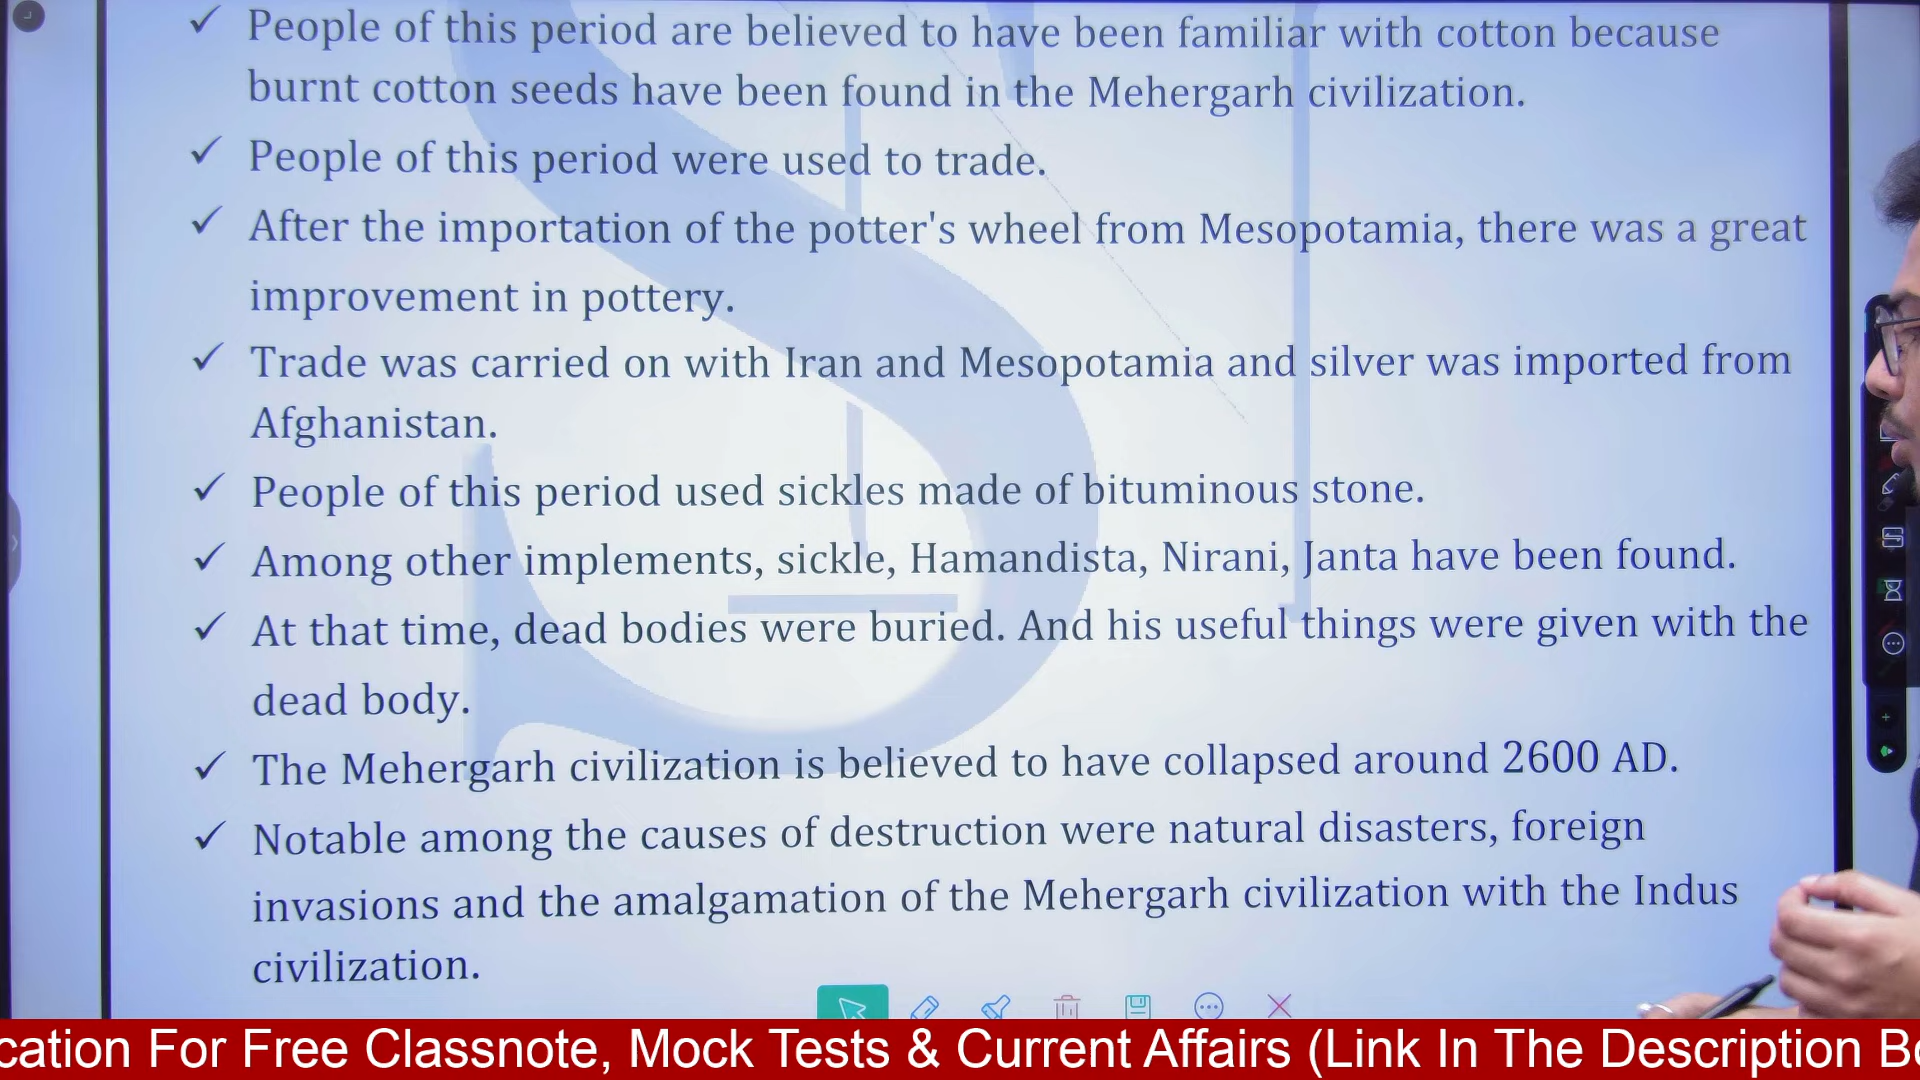 ✓ People of this period are believed to have been familiar with cotton because
burnt cotton seeds have been found in the Mehergarh civilization.
✓ People of this period were used to trade.
✓ After the importation of the potter's wheel from Mesopotamia, there was a great
improvement in pottery.
✓ Trade was carried on with Iran and Mesopotamia and silver was imported from
Afghanistan.
✓ People of this period used sickles made of bituminous stone.
✓ Among other implements, sickle, Hamandista, Nirani, Janta have been found.
✓ At that time, dead bodies were buried. And his useful things were given with the
dead body.
✓ The Mehergarh civilization is believed to have collapsed around 2600 AD.
✓ Notable among the causes of destruction were natural disasters, foreign
invasions and the amalgamation of the Mehergarh civilization with the Indus
civilization.
cation For Free Classnote, Mock Tests & Current Affairs (Link In The Description Bo